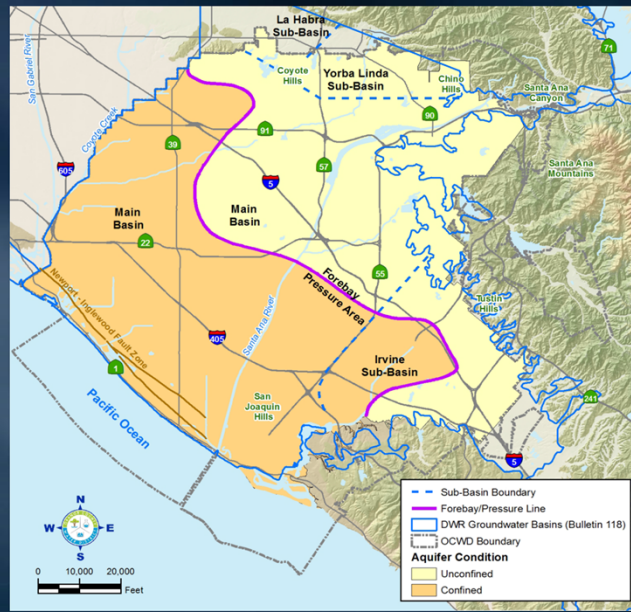 La Habra
Sub-Basin
71
San Gabriel River
Coyote
Hills
Yorba Linda
Sub-Basin
Chino
Hills
Santa Ana
Canyon
Coyote Creek
90
91
39
57
605
5
Santa Ana
Mountains
Main
Basin
Main
Basin
22
55
Forebay
Pressure Area
Newport - Inglewood Fault Zone
Santa Ana River
Tustin
Hills
405
Irvine
Sub-Basin
1
San
Joaquin
Hills
241
Pacific Ocean
5
N
W
E
S
0
10,000
20,000
Feet
Sub-Basin Boundary
Forebay/Pressure Line
DWR Groundwater Basins (Bulletin 118)
OCWD Boundary
Aquifer Condition
Unconfined
Confined